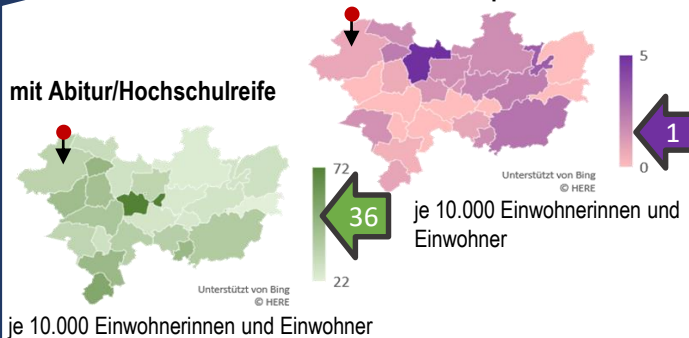 mit Abitur/Hochschulreife
5
1
0
Unterstützt von Bing
© HERE
je 10.000 Einwohnerinnen und
Einwohner
72
36
22
Unterstützt von Bing
© HERE
je 10.000 Einwohnerinnen und Einwohner